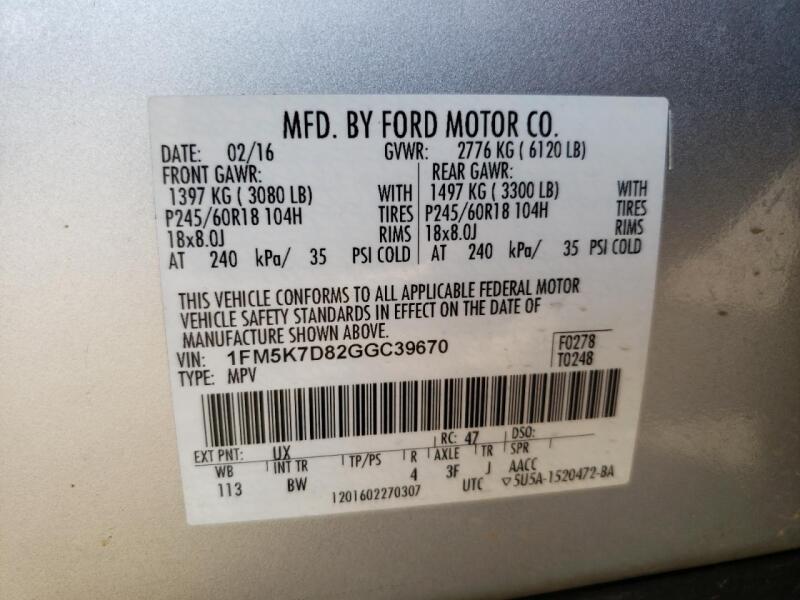 MFD. BY FORD MOTOR CO.
DATE: 02/16 GVWR: 2776 KG ( 6120 LB)
FRONT GAWR: REAR GAWR:
1397 KG ( 3080 LB) WITH 1497 KG ( 3300 LB) WITH
P245/60R18 104H TIRES P245/60R18 104H TIRES
18x8.0J RIMS 18x8.0J RIMS
AT 240 kPa/ 35 PSI COLD AT 240 kPa/ 35 PSI COLD
THIS VEHICLE CONFORMS TO ALL APPLICABLE FEDERAL MOTOR
VEHICLE SAFETY STANDARDS IN EFFECT ON THE DATE OF
MANUFACTURE SHOWN ABOVE.
VIN: 1FM5K7D82GGC39670 F0278
TYPE: MPV T0248
EXT PNT: UX RC: 47 DSO:
WB INT TR TP/PS R AXLE TR SPR
113 BW 4 3F J AACC
1201602270307 UTC ▽5U5A-1520472-BA